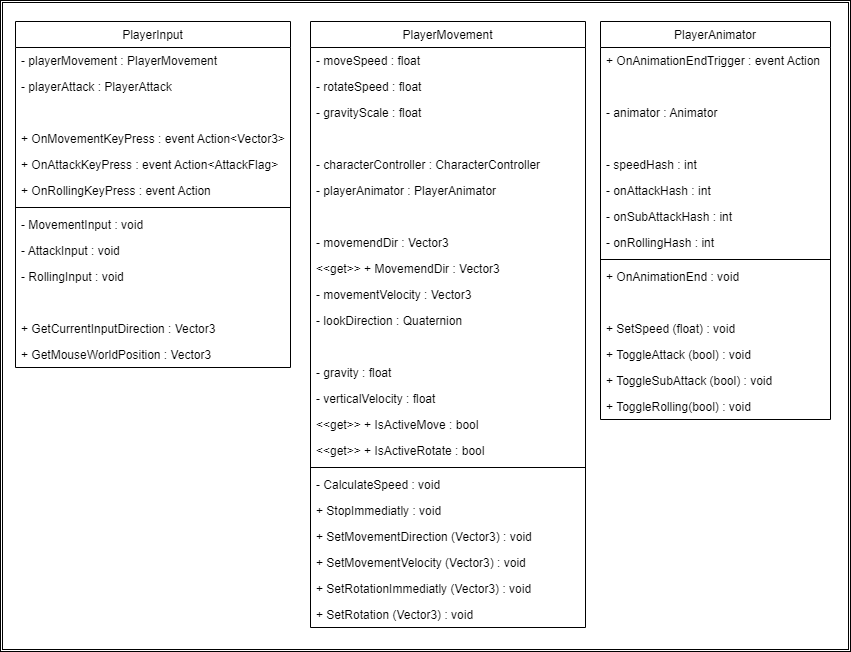 PlayerInput
- playerMovement : PlayerMovement
- playerAttack : PlayerAttack
+ OnMovementKeyPress : event Action<Vector3>
+ OnAttackKeyPress : event Action<AttackFlag>
+ OnRollingKeyPress : event Action
- MovementInput : void
- AttackInput : void
- RollingInput : void
+ GetCurrentInputDirection : Vector3
+ GetMouseWorldPosition : Vector3
PlayerMovement
- moveSpeed : float
- rotateSpeed : float
- gravityScale : float
- characterController : CharacterController
- playerAnimator : PlayerAnimator
- movemendDir : Vector3
<<get>> + MovemendDir : Vector3
- movementVelocity : Vector3
- lookDirection : Quaternion
- gravity : float
- verticalVelocity : float
<<get>> + IsActiveMove : bool
<<get>> + IsActiveRotate : bool
- CalculateSpeed : void
+ StopImmediatly : void
+ SetMovementDirection (Vector3) : void
+ SetMovementVelocity (Vector3) : void
+ SetRotationImmediatly (Vector3) : void
+ SetRotation (Vector3) : void
PlayerAnimator
+ OnAnimationEndTrigger : event Action
- animator : Animator
- speedHash : int
- onAttackHash : int
- onSubAttackHash : int
- onRollingHash : int
+ OnAnimationEnd : void
+ SetSpeed (float) : void
+ ToggleAttack (bool) : void
+ ToggleSubAttack (bool) : void
+ ToggleRolling(bool) : void